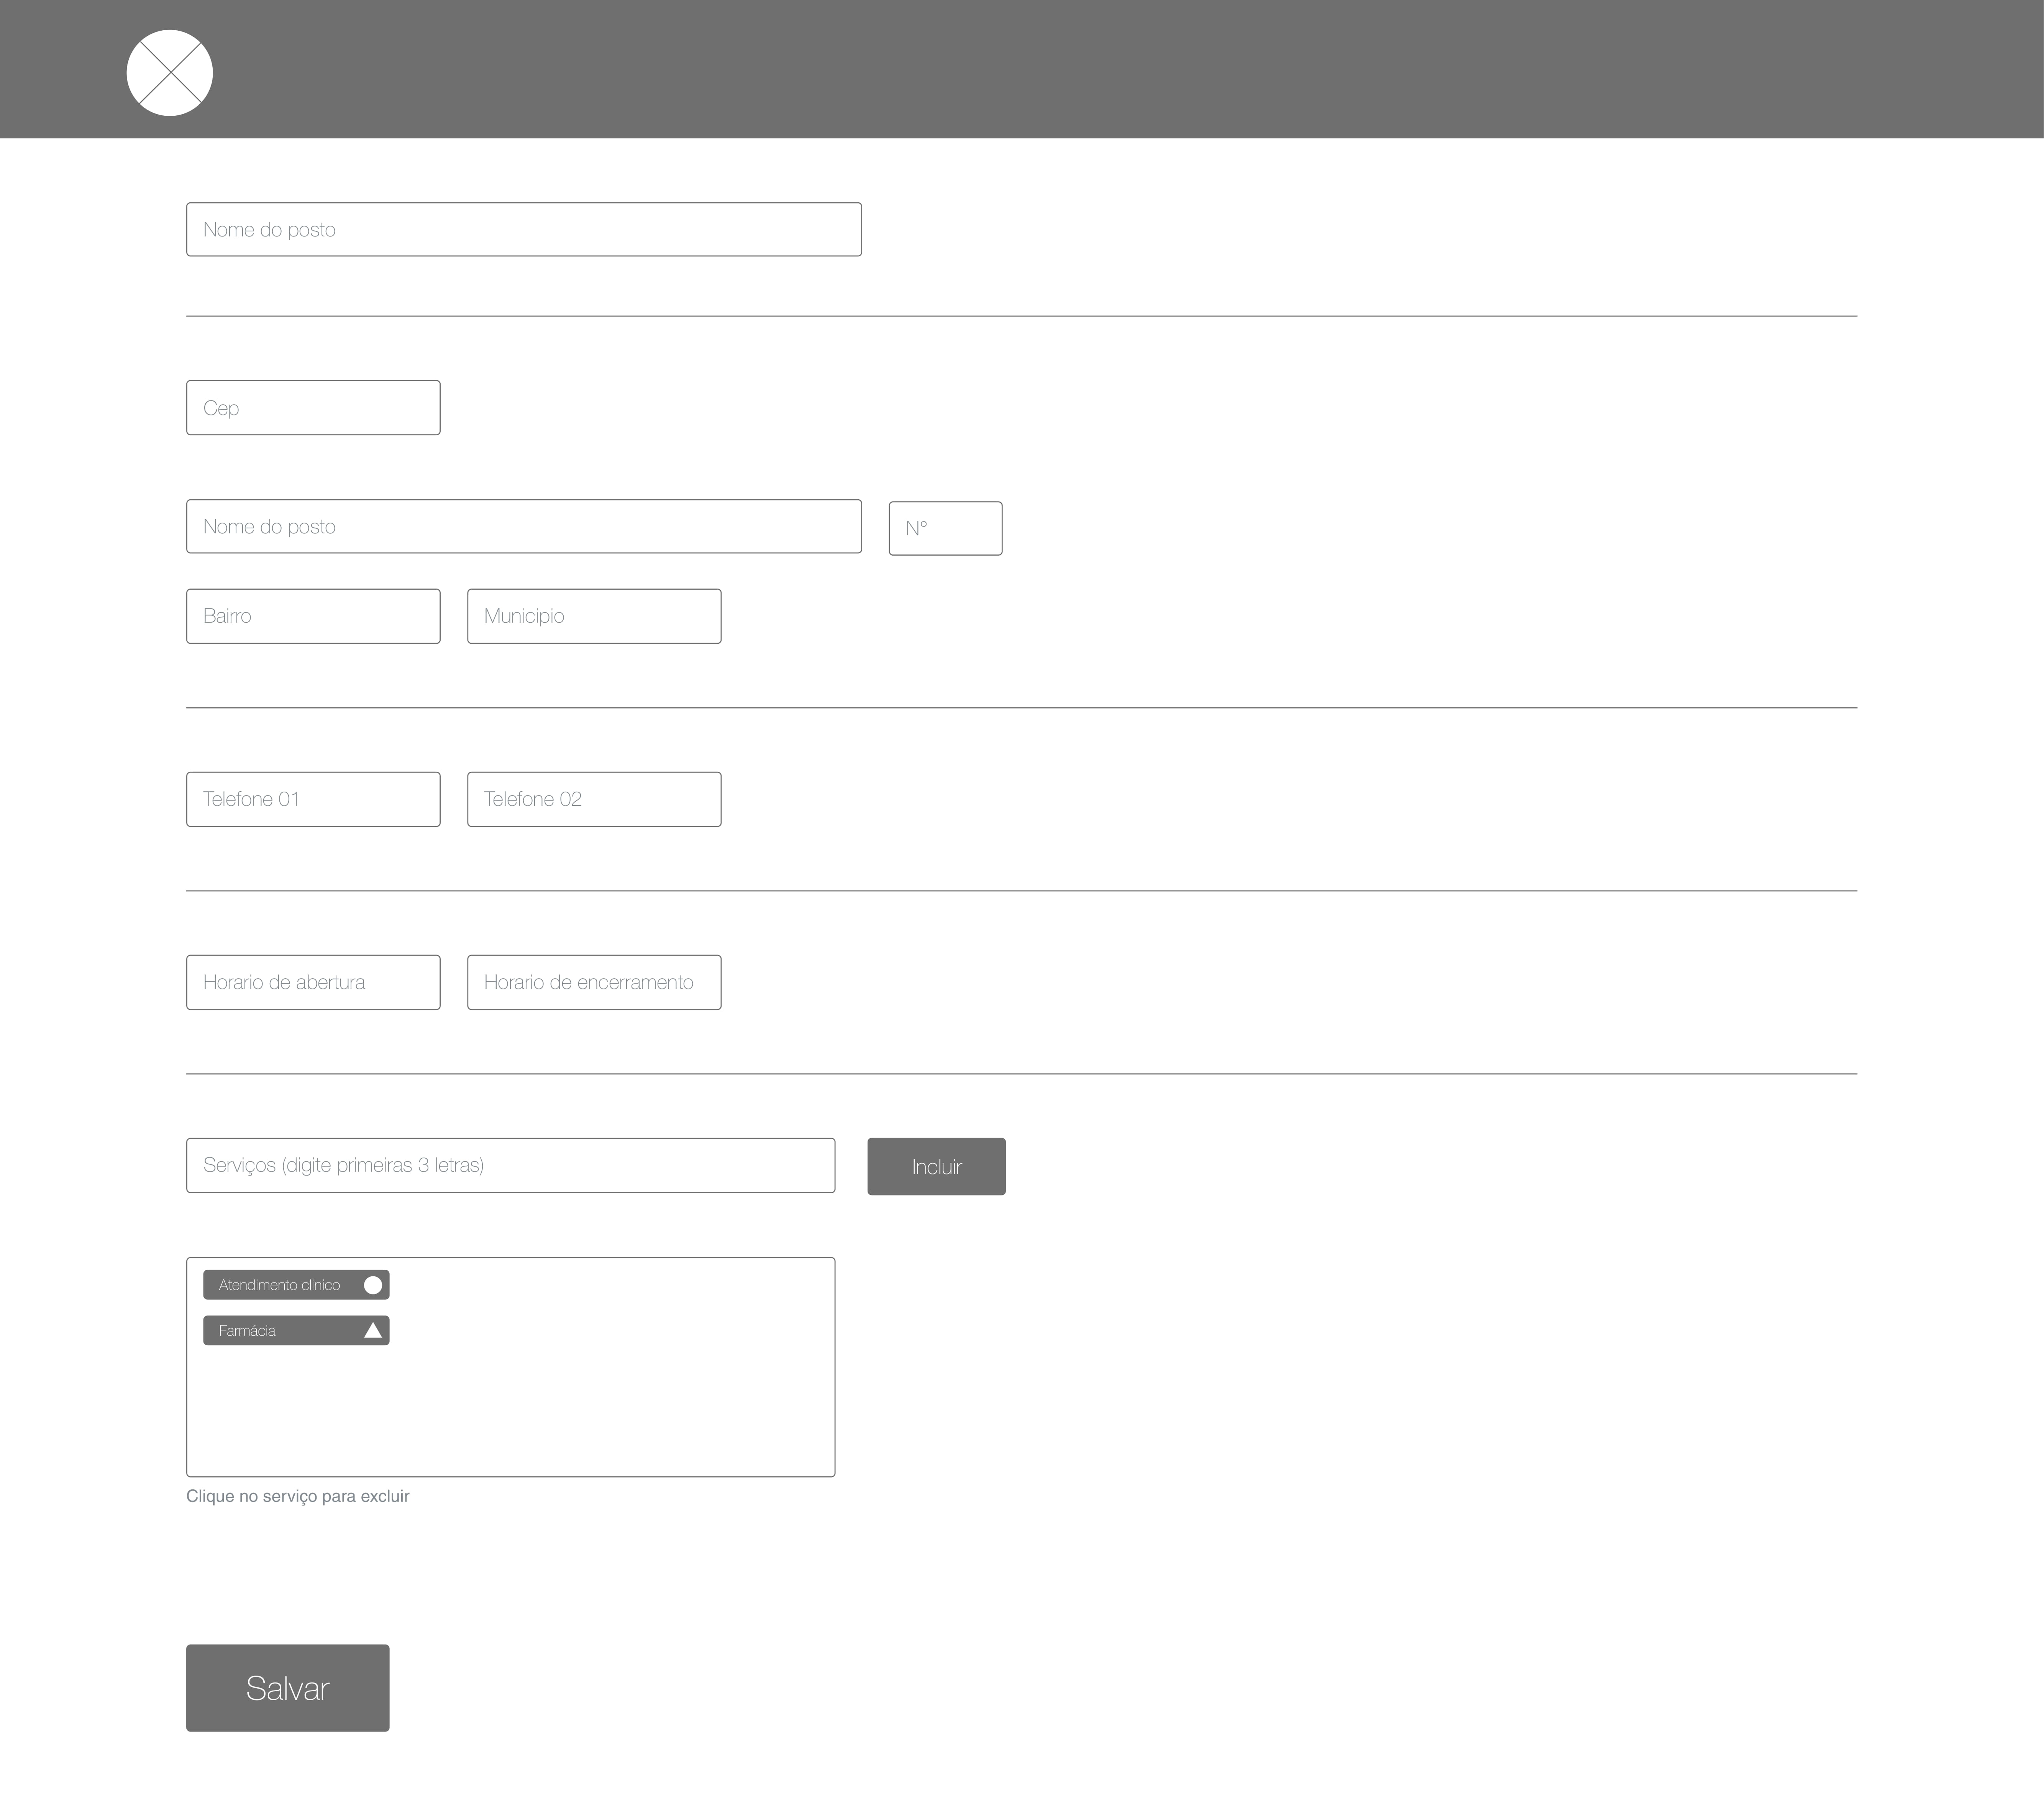 Nome do posto
Cep
Nome do posto
N°
Bairro
Municipio
Telefone 01
Telefone 02
Horario de abertura
Horario de encerramento
Serviços (digite primeiras 3 letras)
Incluir
Atendimento clinico
Farmácia
Clique no serviço para excluir
Salvar